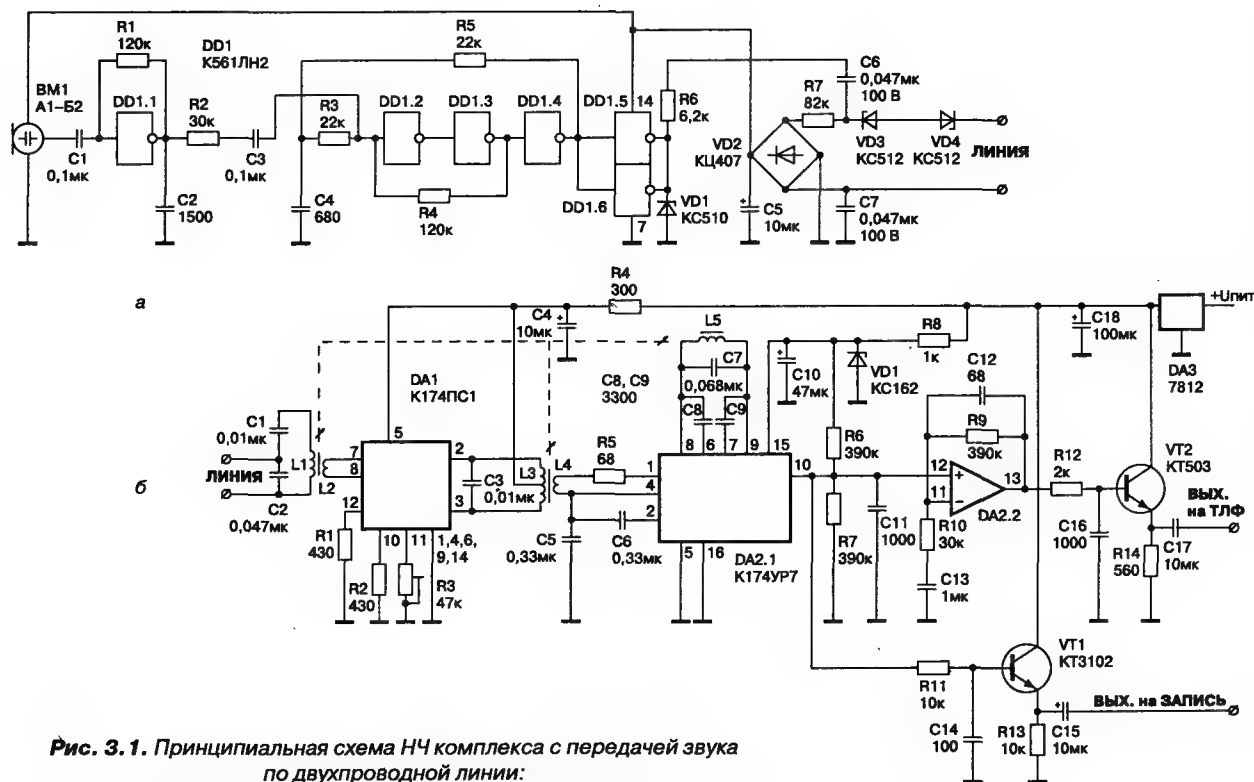 R1
120к
DD1
К561ЛН2
R5
22к
BM1
А1–Б2
DD1.1
R2
30к
R3
22к
DD1.2
DD1.3
DD1.4
DD1.5
14
R6
6,2к
C6
0,047мк
100 В
R7
82к
VD2
КЦ407
VD3
КС512
VD4
КС512
ЛИНИЯ
C1
0,1мк
C3
0,1мк
C2
1500
C4
680
R4
120к
DD1.6
7
VD1
КС510
C5
10мк
C7
0,047мк
100 В
а
R4
300
+Uпит
C4
10мк
L5
R8
1к
C18
100мк
DA3
7812
DA1
К174ПС1
C8, C9
3300
C7
0,068мк
C10
47мк
VD1
КС162
C12
68
C1
0,01мк
C8
C9
R9
390к
5
2
8
6
7
9
15
R6
390к
VT2
КТ503
L1
7
L3
L4
R5
68
1
10
12
13
R12
2к
ЛИНИЯ
8
C3
0,01мк
4
11
DA2.2
ВЫХ.
на ТЛФ
б
L2
12
3
2
C2
0,047мк
R1
430
10
11
1,4,6,
9,14
C5
0,33мк
C6
0,33мк
5
16
DA2.1
К174УР7
R7
390к
C11
1000
R10
30к
C16
1000
R14
560
C17
10мк
R2
430
R3
47к
C13
1мк
VT1
КТ3102
R11
10к
ВЫХ. на ЗАПИСЬ
C14
100
R13
10к
C15
10мк
Рис. 3.1. Принципиальная схема НЧ комплекса с передачей звука
по двухпроводной линии: